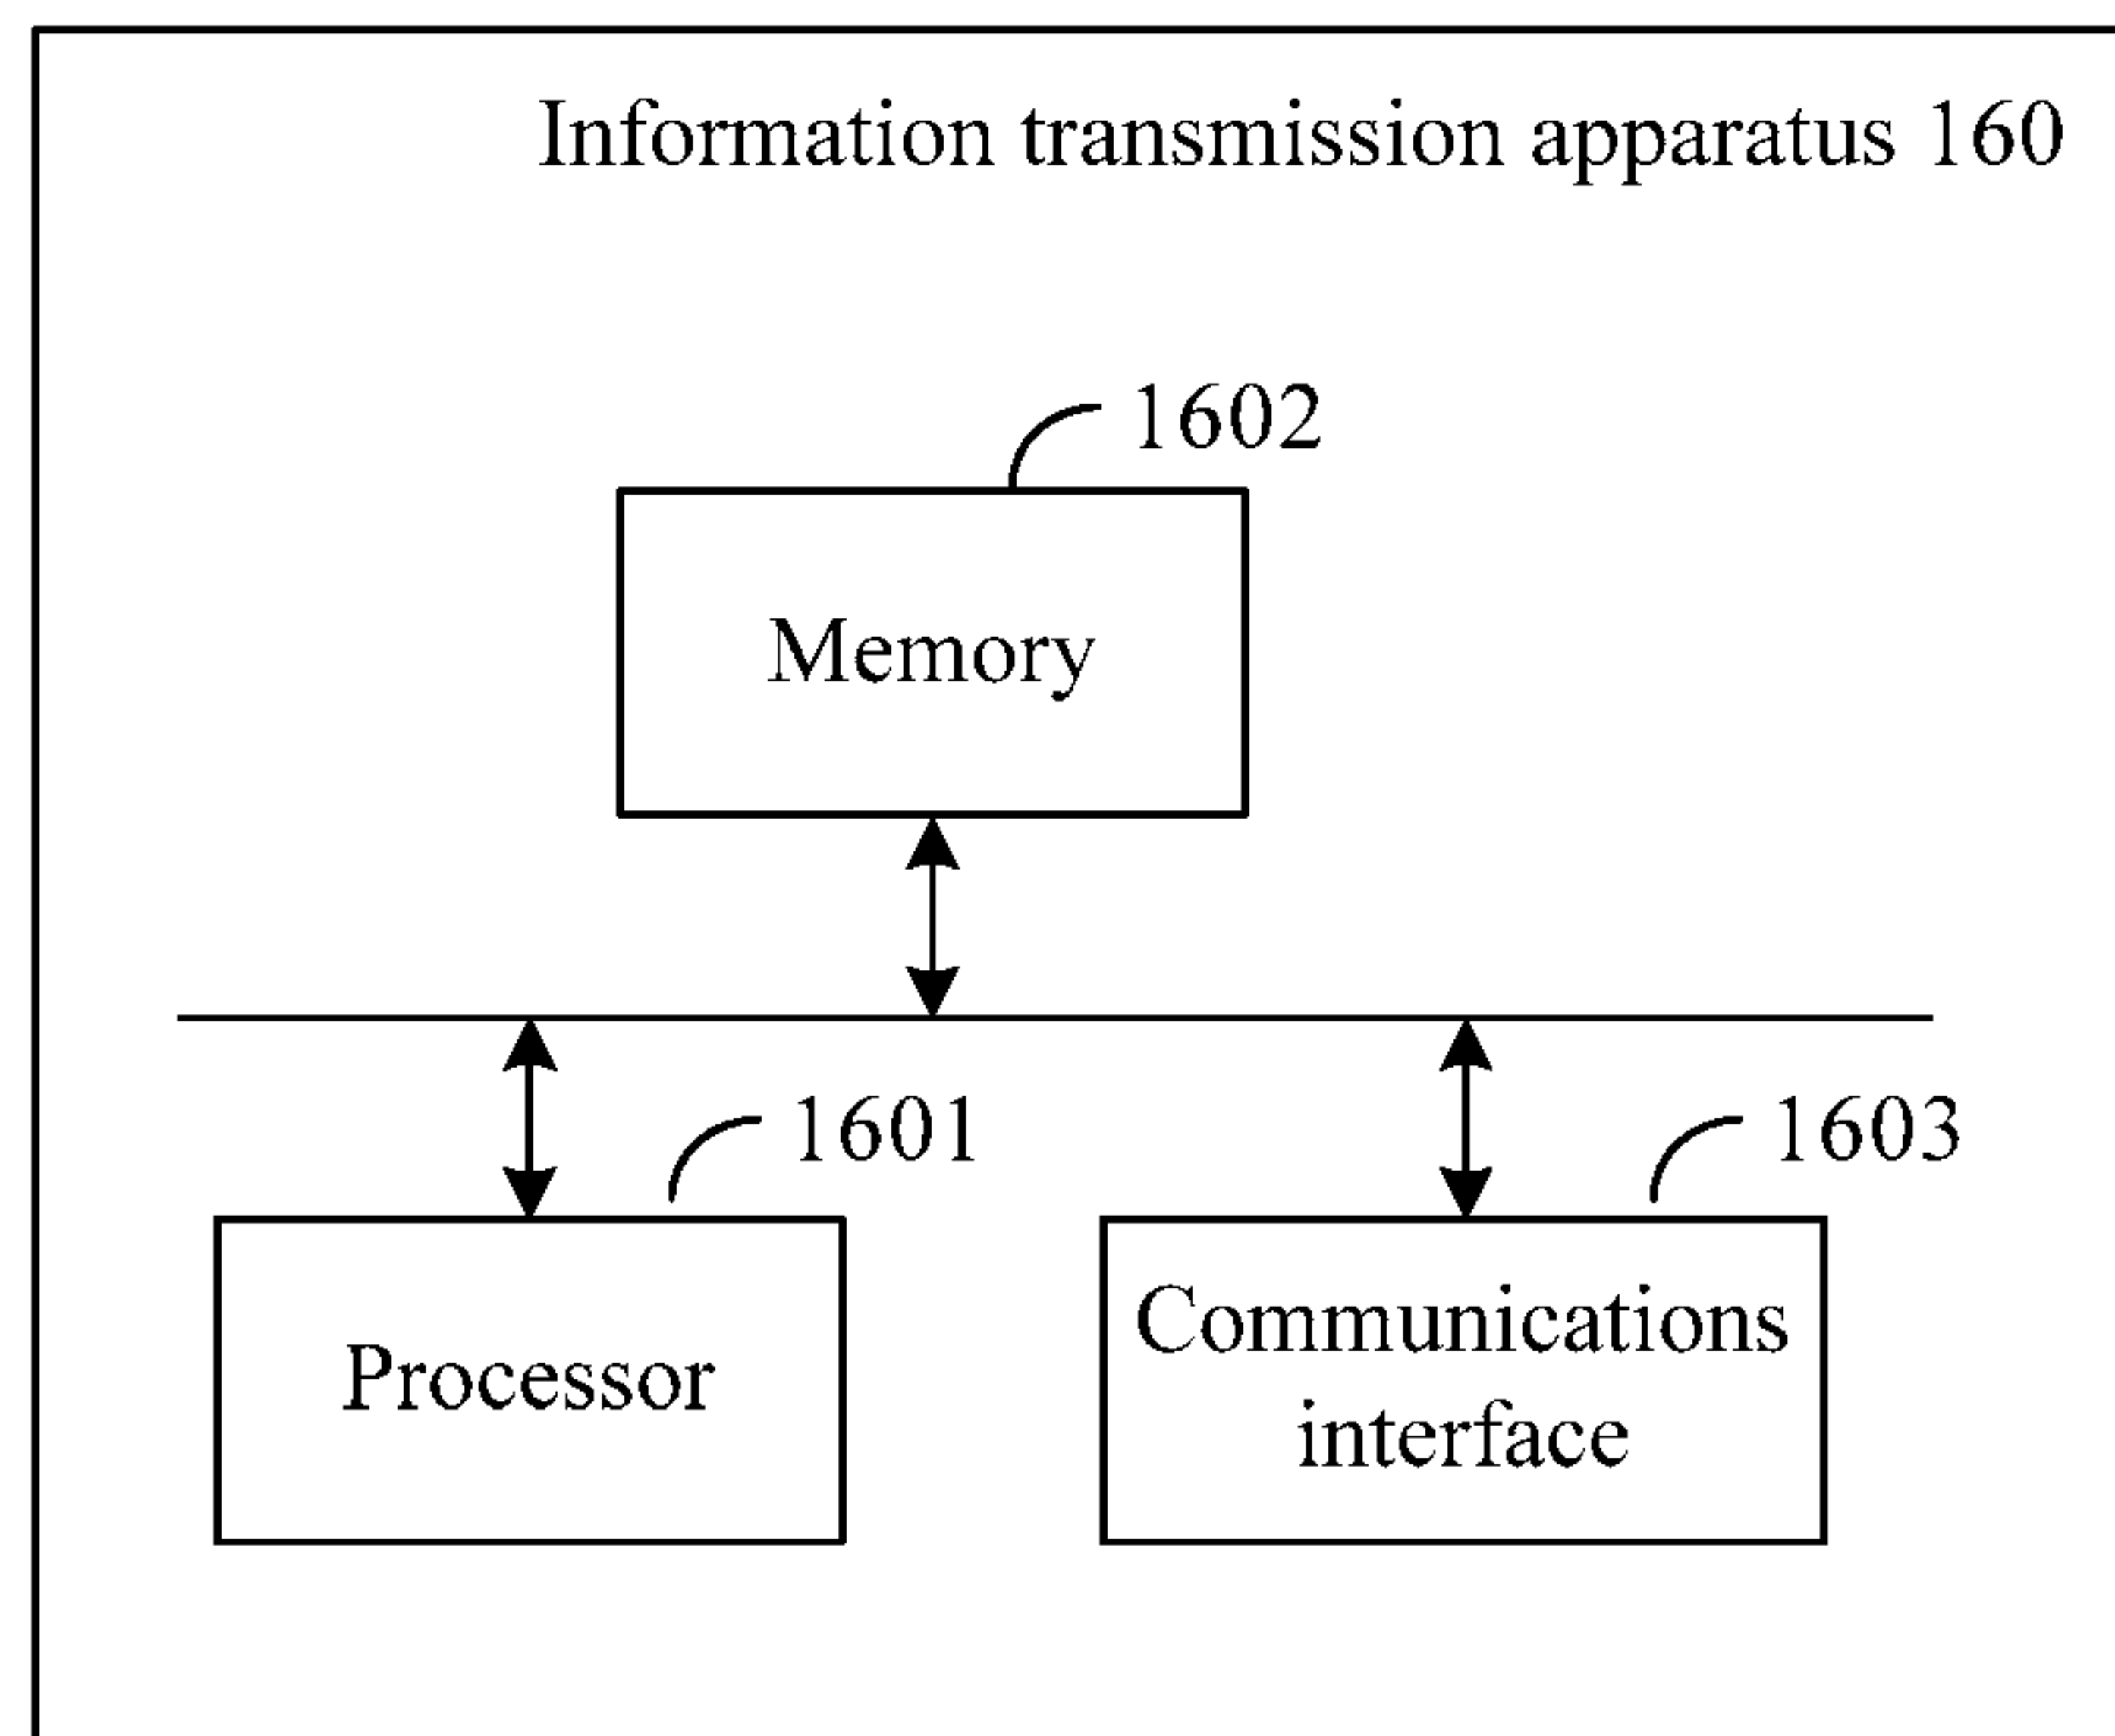 Information transmission apparatus 160
1602
Memory
1601
1603
Processor
Communications
interface